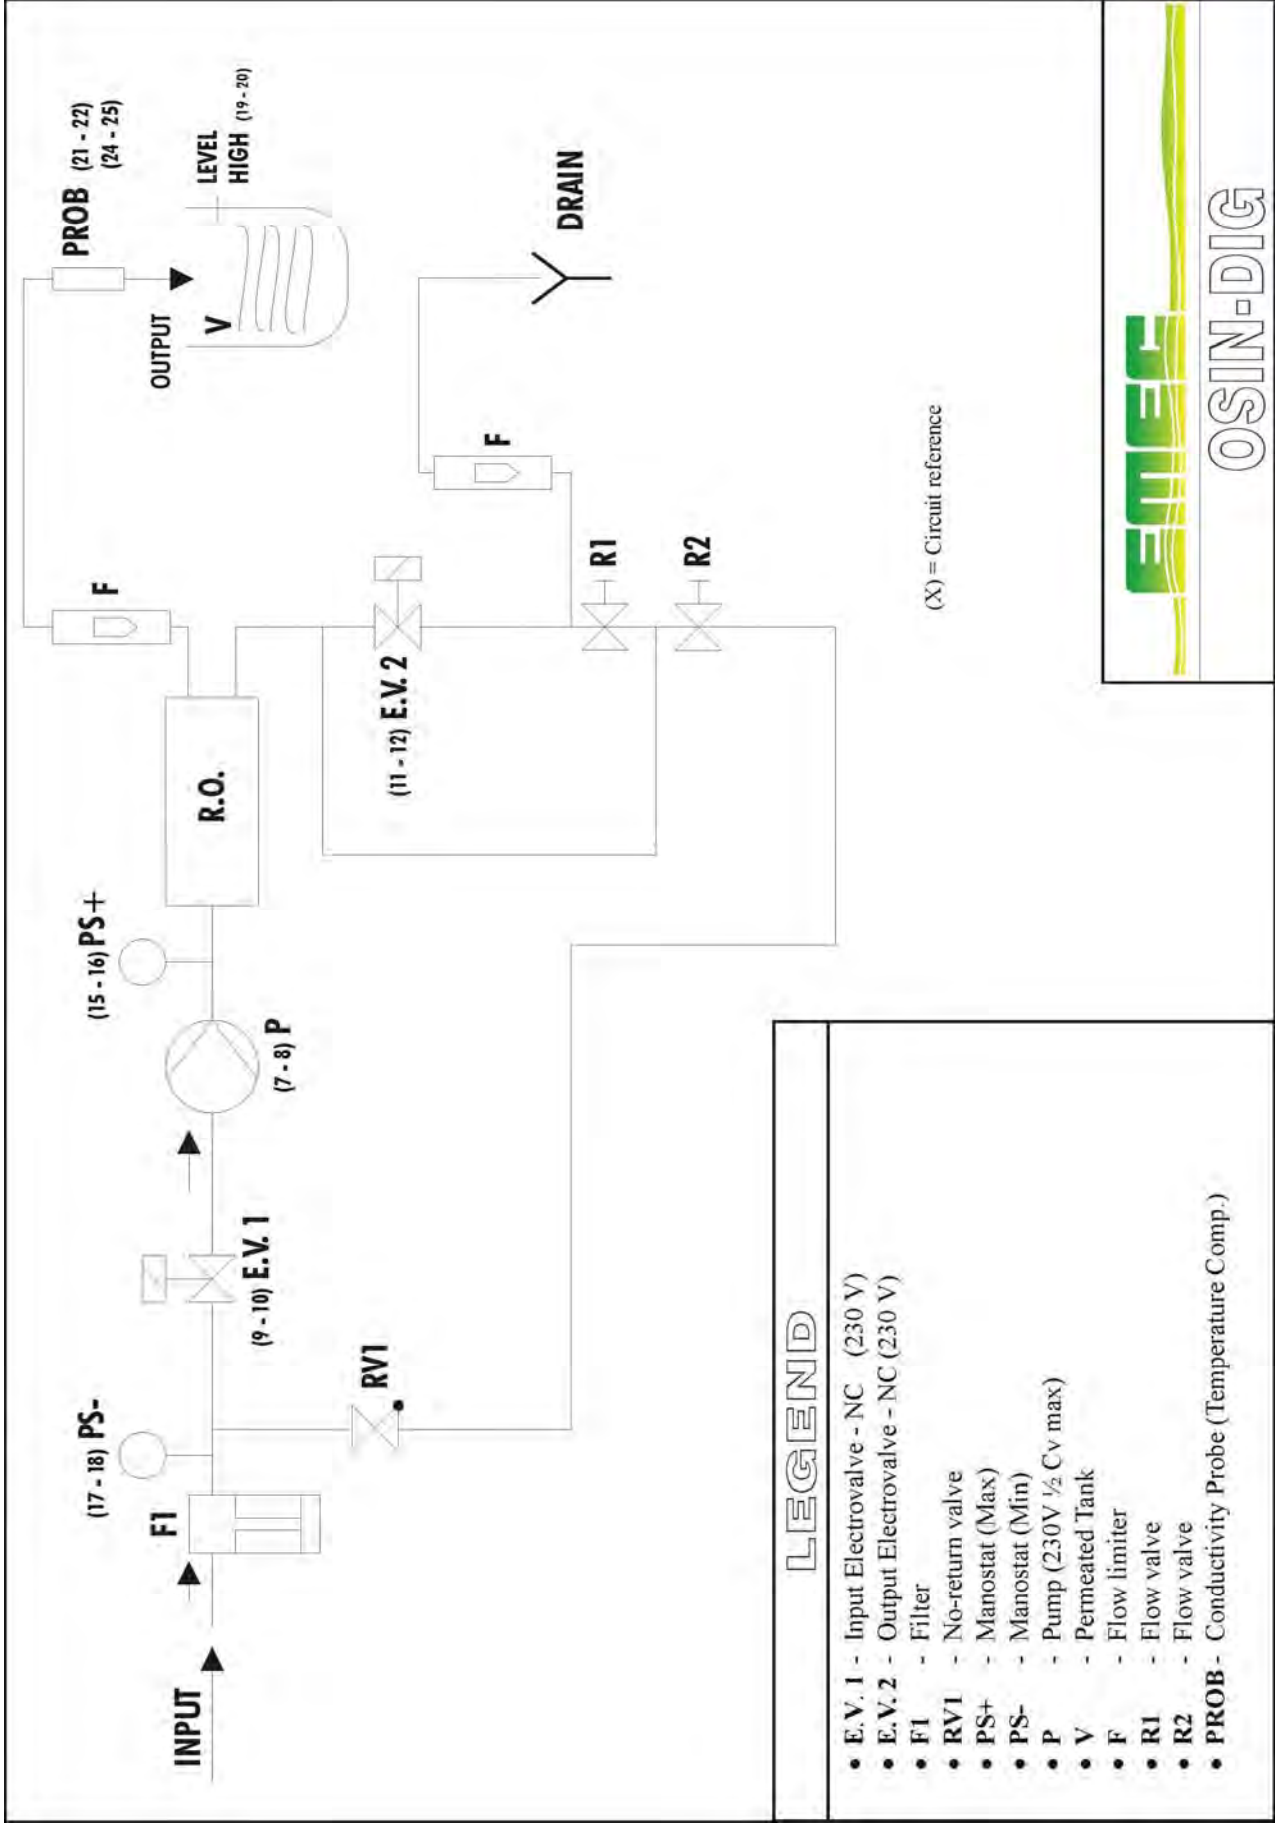 INPUT
F1
(17 - 18) PS-
RV1
(9 - 10) E.V. 1
(7 - 8) P
(15 - 16) PS+
R.O.
F
(11 - 12) E.V. 2
R1
R2
F
PROB (21 - 22)
(24 - 25)
OUTPUT
V
LEVEL
HIGH (19 - 20)
DRAIN
(X) = Circuit reference
LEGEND
• E.V. 1 - Input Electrovalve - NC (230 V)
• E.V. 2 - Output Electrovalve - NC (230 V)
• F1 - Filter
• RV1 - No-return valve
• PS+ - Manostat (Max)
• PS- - Manostat (Min)
• P - Pump (230V ½ Cv max)
• V - Permeated Tank
• F - Flow limiter
• R1 - Flow valve
• R2 - Flow valve
• PROB - Conductivity Probe (Temperature Comp.)
EMEC
OSIN-DIG